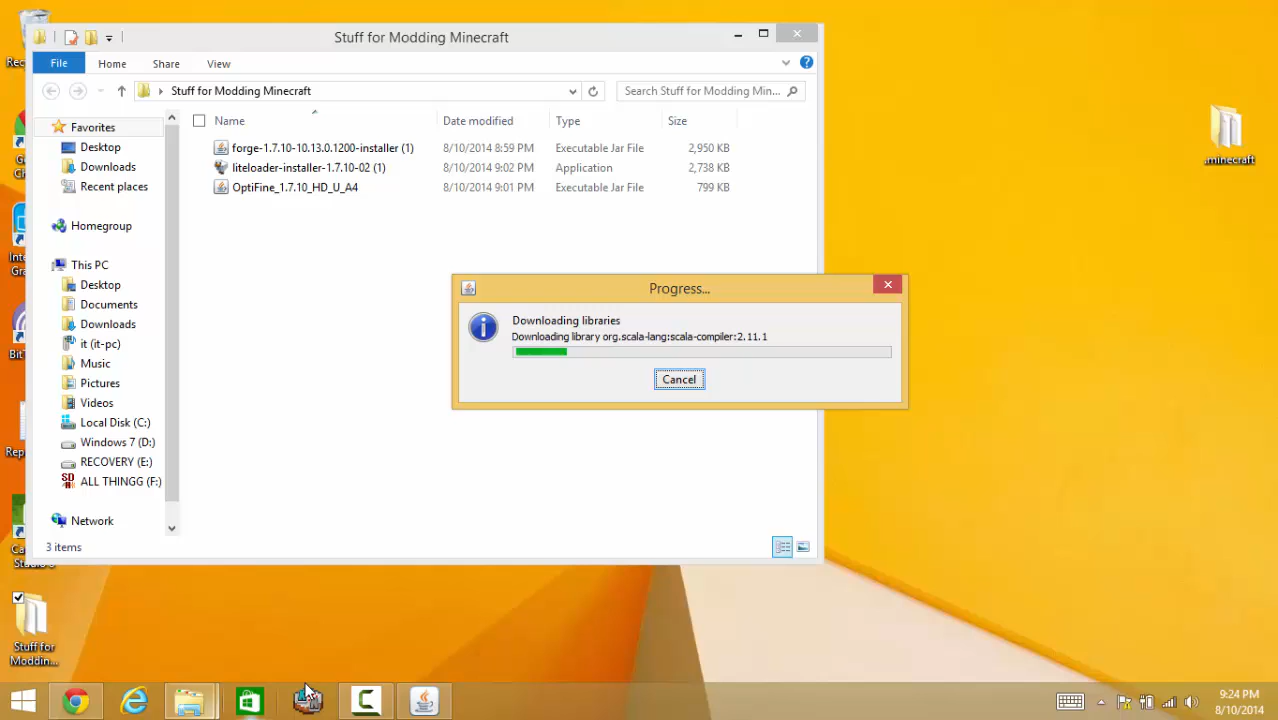 Stuff for Modding Minecraft
File Home Share View
Stuff for Modding Minecraft
Search Stuff for Modding Min...
Favorites
Desktop
Downloads
Recent places
Homegroup
This PC
Desktop
Documents
Downloads
it (it-pc)
Music
Pictures
Videos
Local Disk (C:)
Windows 7 (D:)
RECOVERY (E:)
ALL THINGG (F:)
Network
Name Date modified Type Size
forge-1.7.10-10.13.0.1200-installer (1) 8/10/2014 8:59 PM Executable Jar File 2,950 KB
liteloader-installer-1.7.10-02 (1) 8/10/2014 9:02 PM Application 2,738 KB
OptiFine_1.7.10_HD_U_A4 8/10/2014 9:01 PM Executable Jar File 799 KB
3 items
Progress...
Downloading libraries
Downloading library org.scala-lang:scala-compiler:2.11.1
Cancel
.minecraft
Stuff for
Moddin...
9:24 PM
8/10/2014